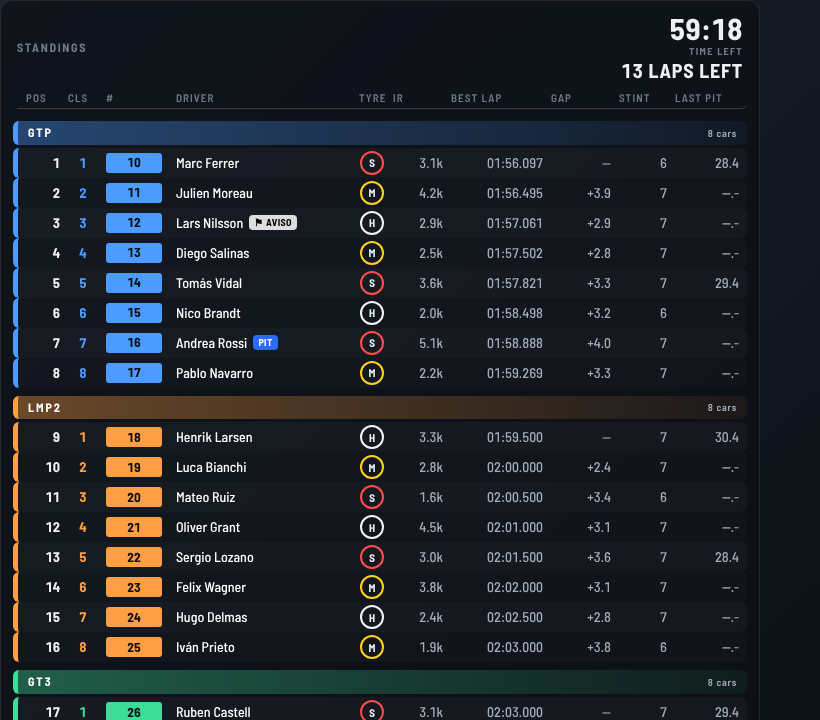 59:18
STANDINGS
TIME LEFT
13 LAPS LEFT
POS CLS # DRIVER TYRE IR BEST LAP GAP STINT LAST PIT
GTP 8 cars
1 1 10 Marc Ferrer S 3.1k 01:56.097 — 6 28.4
2 2 11 Julien Moreau M 4.2k 01:56.495 +3.9 7 —.-
3 3 12 Lars Nilsson ⚑ AVISO H 2.9k 01:57.061 +2.9 7 —.-
4 4 13 Diego Salinas M 2.5k 01:57.502 +2.8 7 —.-
5 5 14 Tomás Vidal S 3.6k 01:57.821 +3.3 7 29.4
6 6 15 Nico Brandt H 2.0k 01:58.498 +3.2 6 —.-
7 7 16 Andrea Rossi PIT S 5.1k 01:58.888 +4.0 7 —.-
8 8 17 Pablo Navarro M 2.2k 01:59.269 +3.3 7 —.-
LMP2 8 cars
9 1 18 Henrik Larsen H 3.3k 01:59.500 — 7 30.4
10 2 19 Luca Bianchi M 2.8k 02:00.000 +2.4 7 —.-
11 3 20 Mateo Ruiz S 1.6k 02:00.500 +3.4 6 —.-
12 4 21 Oliver Grant H 4.5k 02:01.000 +3.1 7 —.-
13 5 22 Sergio Lozano S 3.0k 02:01.500 +3.6 7 28.4
14 6 23 Felix Wagner M 3.8k 02:02.000 +3.1 7 —.-
15 7 24 Hugo Delmas H 2.4k 02:02.500 +2.8 7 —.-
16 8 25 Iván Prieto M 1.9k 02:03.000 +3.8 6 —.-
GT3 8 cars
17 1 26 Ruben Castell S 3.1k 02:03.000 — 7 29.4